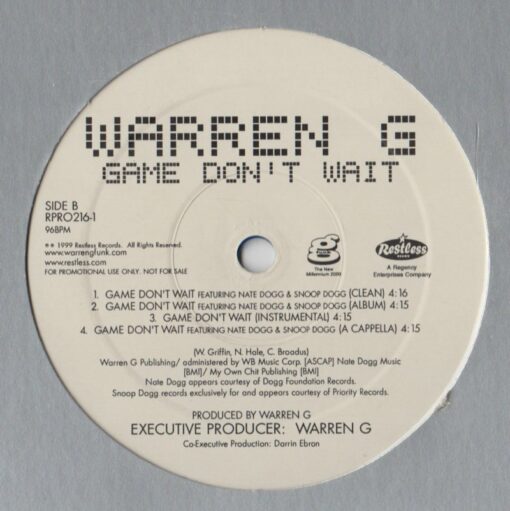 WARREN G
GAME DON'T WAIT
SIDE B
RPRO216-1
96BPM
℗© 1999 Restless Records. All Rights Reserved.
www.warrengfunk.com
www.restless.com
FOR PROMOTIONAL USE ONLY. NOT FOR SALE
The New
Millennium 2000
Restless
A Regency
Enterprises Company
1. GAME DON'T WAIT FEATURING NATE DOGG & SNOOP DOGG (CLEAN) 4:16
2. GAME DON'T WAIT FEATURING NATE DOGG & SNOOP DOGG (ALBUM) 4:15
3. GAME DON'T WAIT (INSTRUMENTAL) 4:15
4. GAME DON'T WAIT FEATURING NATE DOGG & SNOOP DOGG (A CAPPELLA) 4:15
(W. Griffin, N. Hale, C. Broadus)
Warren G Publishing/ administered by WB Music Corp. [ASCAP] Nate Dogg Music
[BMI]/ My Own Chit Publishing [BMI]
Nate Dogg appears courtesy of Dogg Foundation Records.
Snoop Dogg records exclusively for and appears courtesy of Priority Records.
PRODUCED BY WARREN G
EXECUTIVE PRODUCER: WARREN G
Co-Executive Production: Darrin Ebron